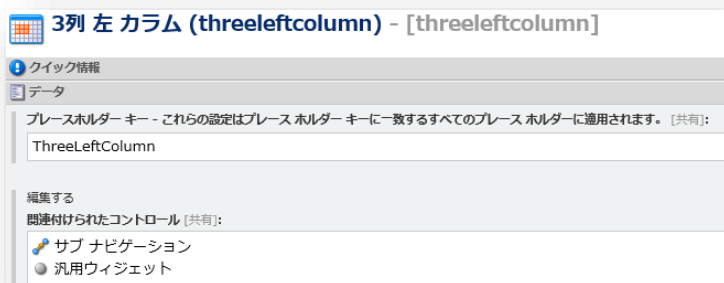 3列 左 カラム (threeleftcolumn) - [threeleftcolumn]
クイック情報
データ
プレースホルダー キー - これらの設定はプレース ホルダー キーに一致するすべてのプレース ホルダーに適用されます。 [共有]:
ThreeLeftColumn
編集する
関連付けられたコントロール [共有]:
サブ ナビゲーション
汎用ウィジェット